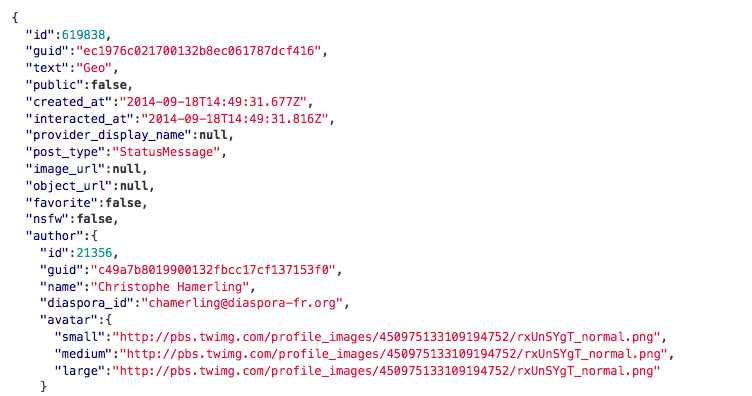 {
  "id":619838,
  "guid":"ec1976c021700132b8ec061787dcf416",
  "text":"Geo",
  "public":false,
  "created_at":"2014-09-18T14:49:31.677Z",
  "interacted_at":"2014-09-18T14:49:31.816Z",
  "provider_display_name":null,
  "post_type":"StatusMessage",
  "image_url":null,
  "object_url":null,
  "favorite":false,
  "nsfw":false,
  "author":{
    "id":21356,
    "guid":"c49a7b8019900132fbcc17cf137153f0",
    "name":"Christophe Hamerling",
    "diaspora_id":"chamerling@diaspora-fr.org",
    "avatar":{
      "small":"http://pbs.twimg.com/profile_images/450975133109194752/rxUnSYgT_normal.png",
      "medium":"http://pbs.twimg.com/profile_images/450975133109194752/rxUnSYgT_normal.png",
      "large":"http://pbs.twimg.com/profile_images/450975133109194752/rxUnSYgT_normal.png"
    }